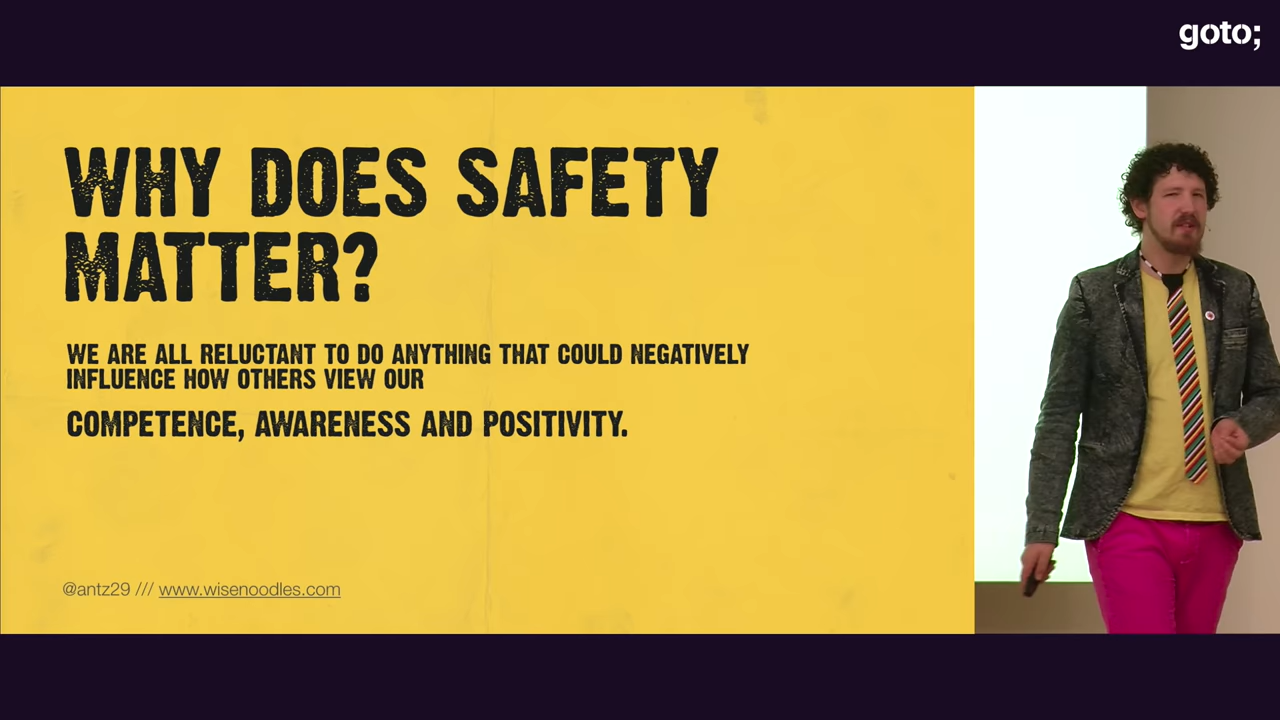 goto;
WHY DOES SAFETY
MATTER?
WE ARE ALL RELUCTANT TO DO ANYTHING THAT COULD NEGATIVELY
INFLUENCE HOW OTHERS VIEW OUR
COMPETENCE, AWARENESS AND POSITIVITY.
@antz29 /// www.wisenoodles.com